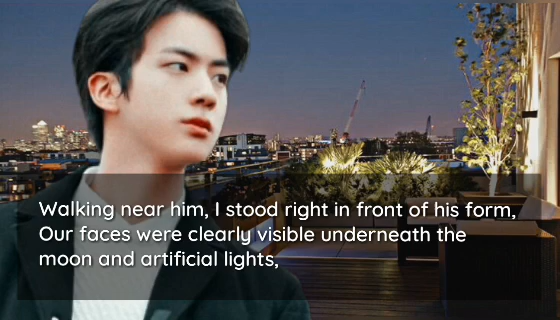 Walking near him, I stood right in front of his form,
Our faces were clearly visible underneath the
moon and artificial lights,